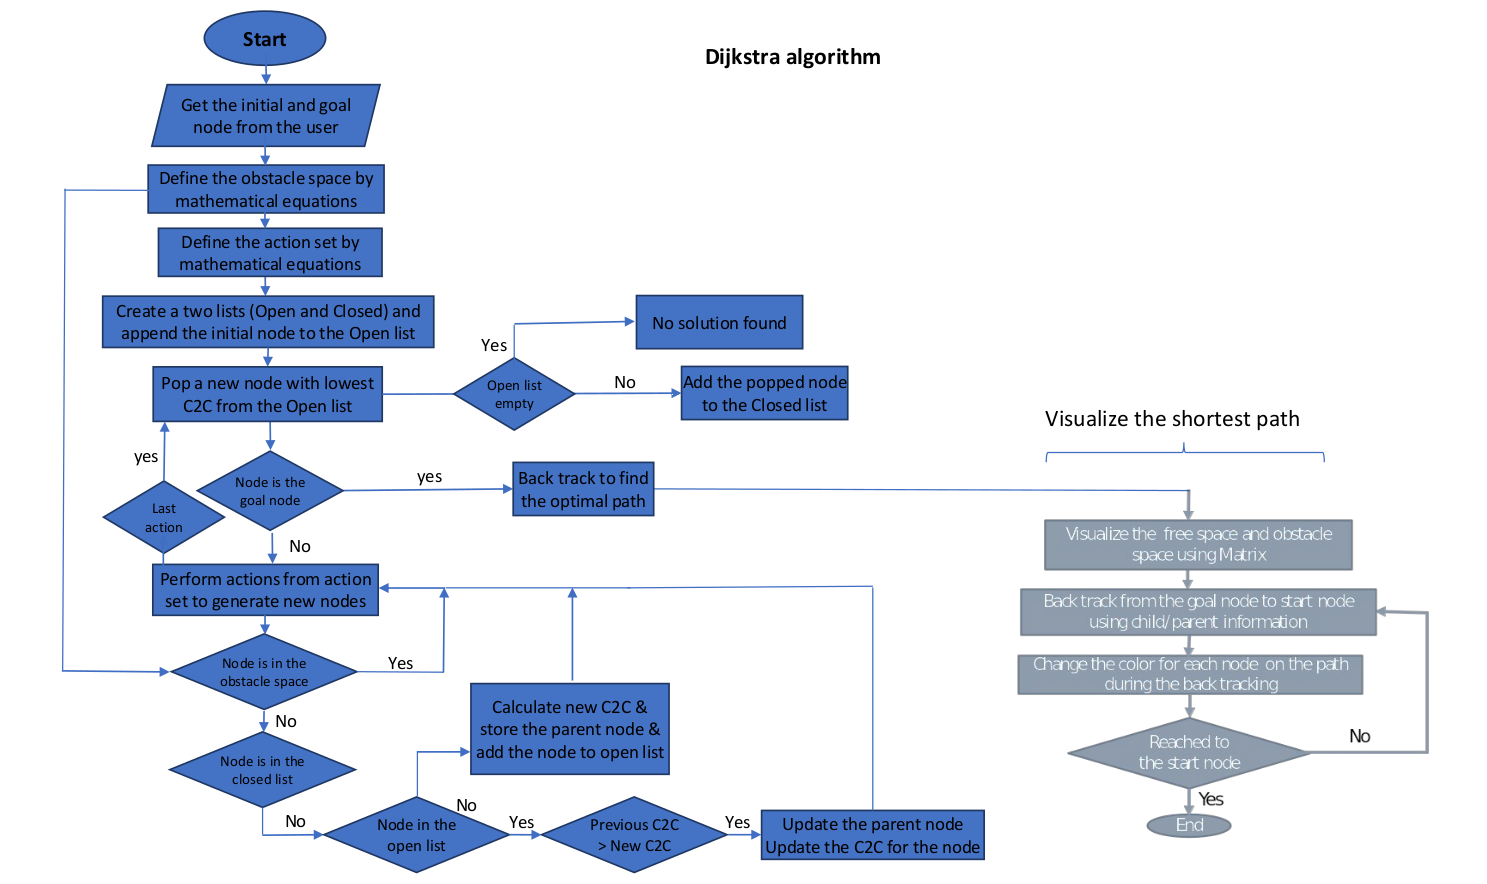 Start
Dijkstra algorithm
Get the initial and goal
node from the user
Define the obstacle space by
mathematical equations
Define the action set by
mathematical equations
Create a two lists (Open and Closed) and
append the initial node to the Open list
No solution found
Yes
Pop a new node with lowest
C2C from the Open list
Open list
empty
No
Add the popped node
to the Closed list
Visualize the shortest path
yes
Node is the
goal node
yes
Back track to find
the optimal path
Last
action
No
Visualize the free space and obstacle
space using Matrix
Perform actions from action
set to generate new nodes
Back track from the goal node to start node
using child/parent information
Node is in the
obstacle space
Yes
Change the color for each node on the path
during the back tracking
No
Calculate new C2C &
store the parent node &
add the node to open list
Reached to
the start node
No
Node is in the
closed list
No
Node in the
open list
No
Yes
Previous C2C
> New C2C
Yes
Update the parent node
Update the C2C for the node
Yes
End